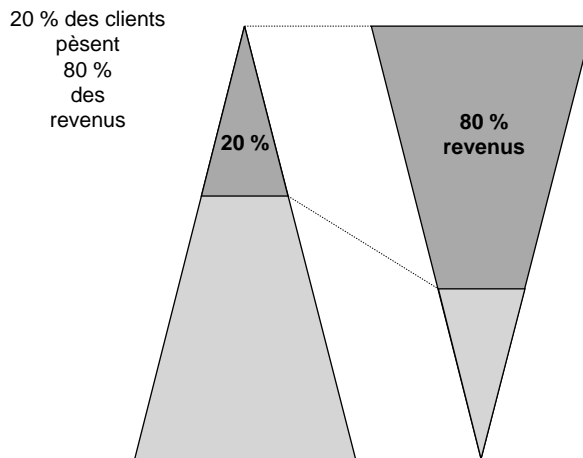 20 % des clients
pèsent
80 %
des
revenus
20 %
80 %
revenus